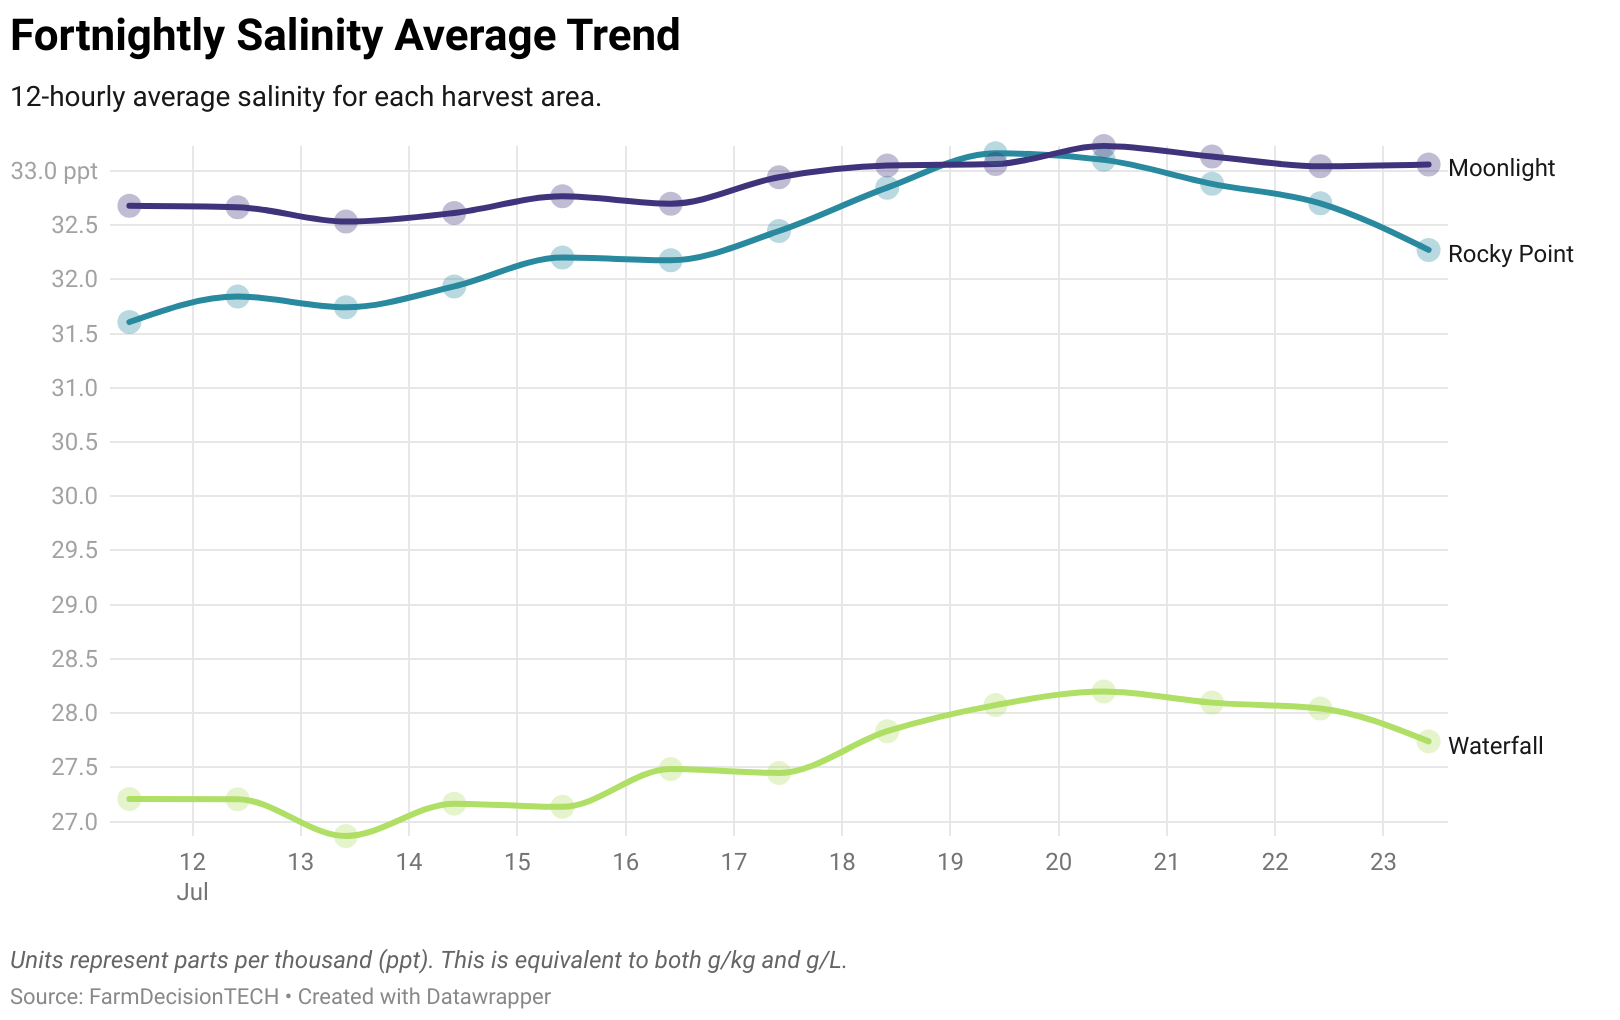 Fortnightly Salinity Average Trend
12-hourly average salinity for each harvest area.
33.0 ppt
32.5
32.0
31.5
31.0
30.5
30.0
29.5
29.0
28.5
28.0
27.5
27.0
Moonlight
Rocky Point
Waterfall
12 13 14 15 16 17 18 19 20 21 22 23
Jul
Units represent parts per thousand (ppt). This is equivalent to both g/kg and g/L.
Source: FarmDecisionTECH • Created with Datawrapper